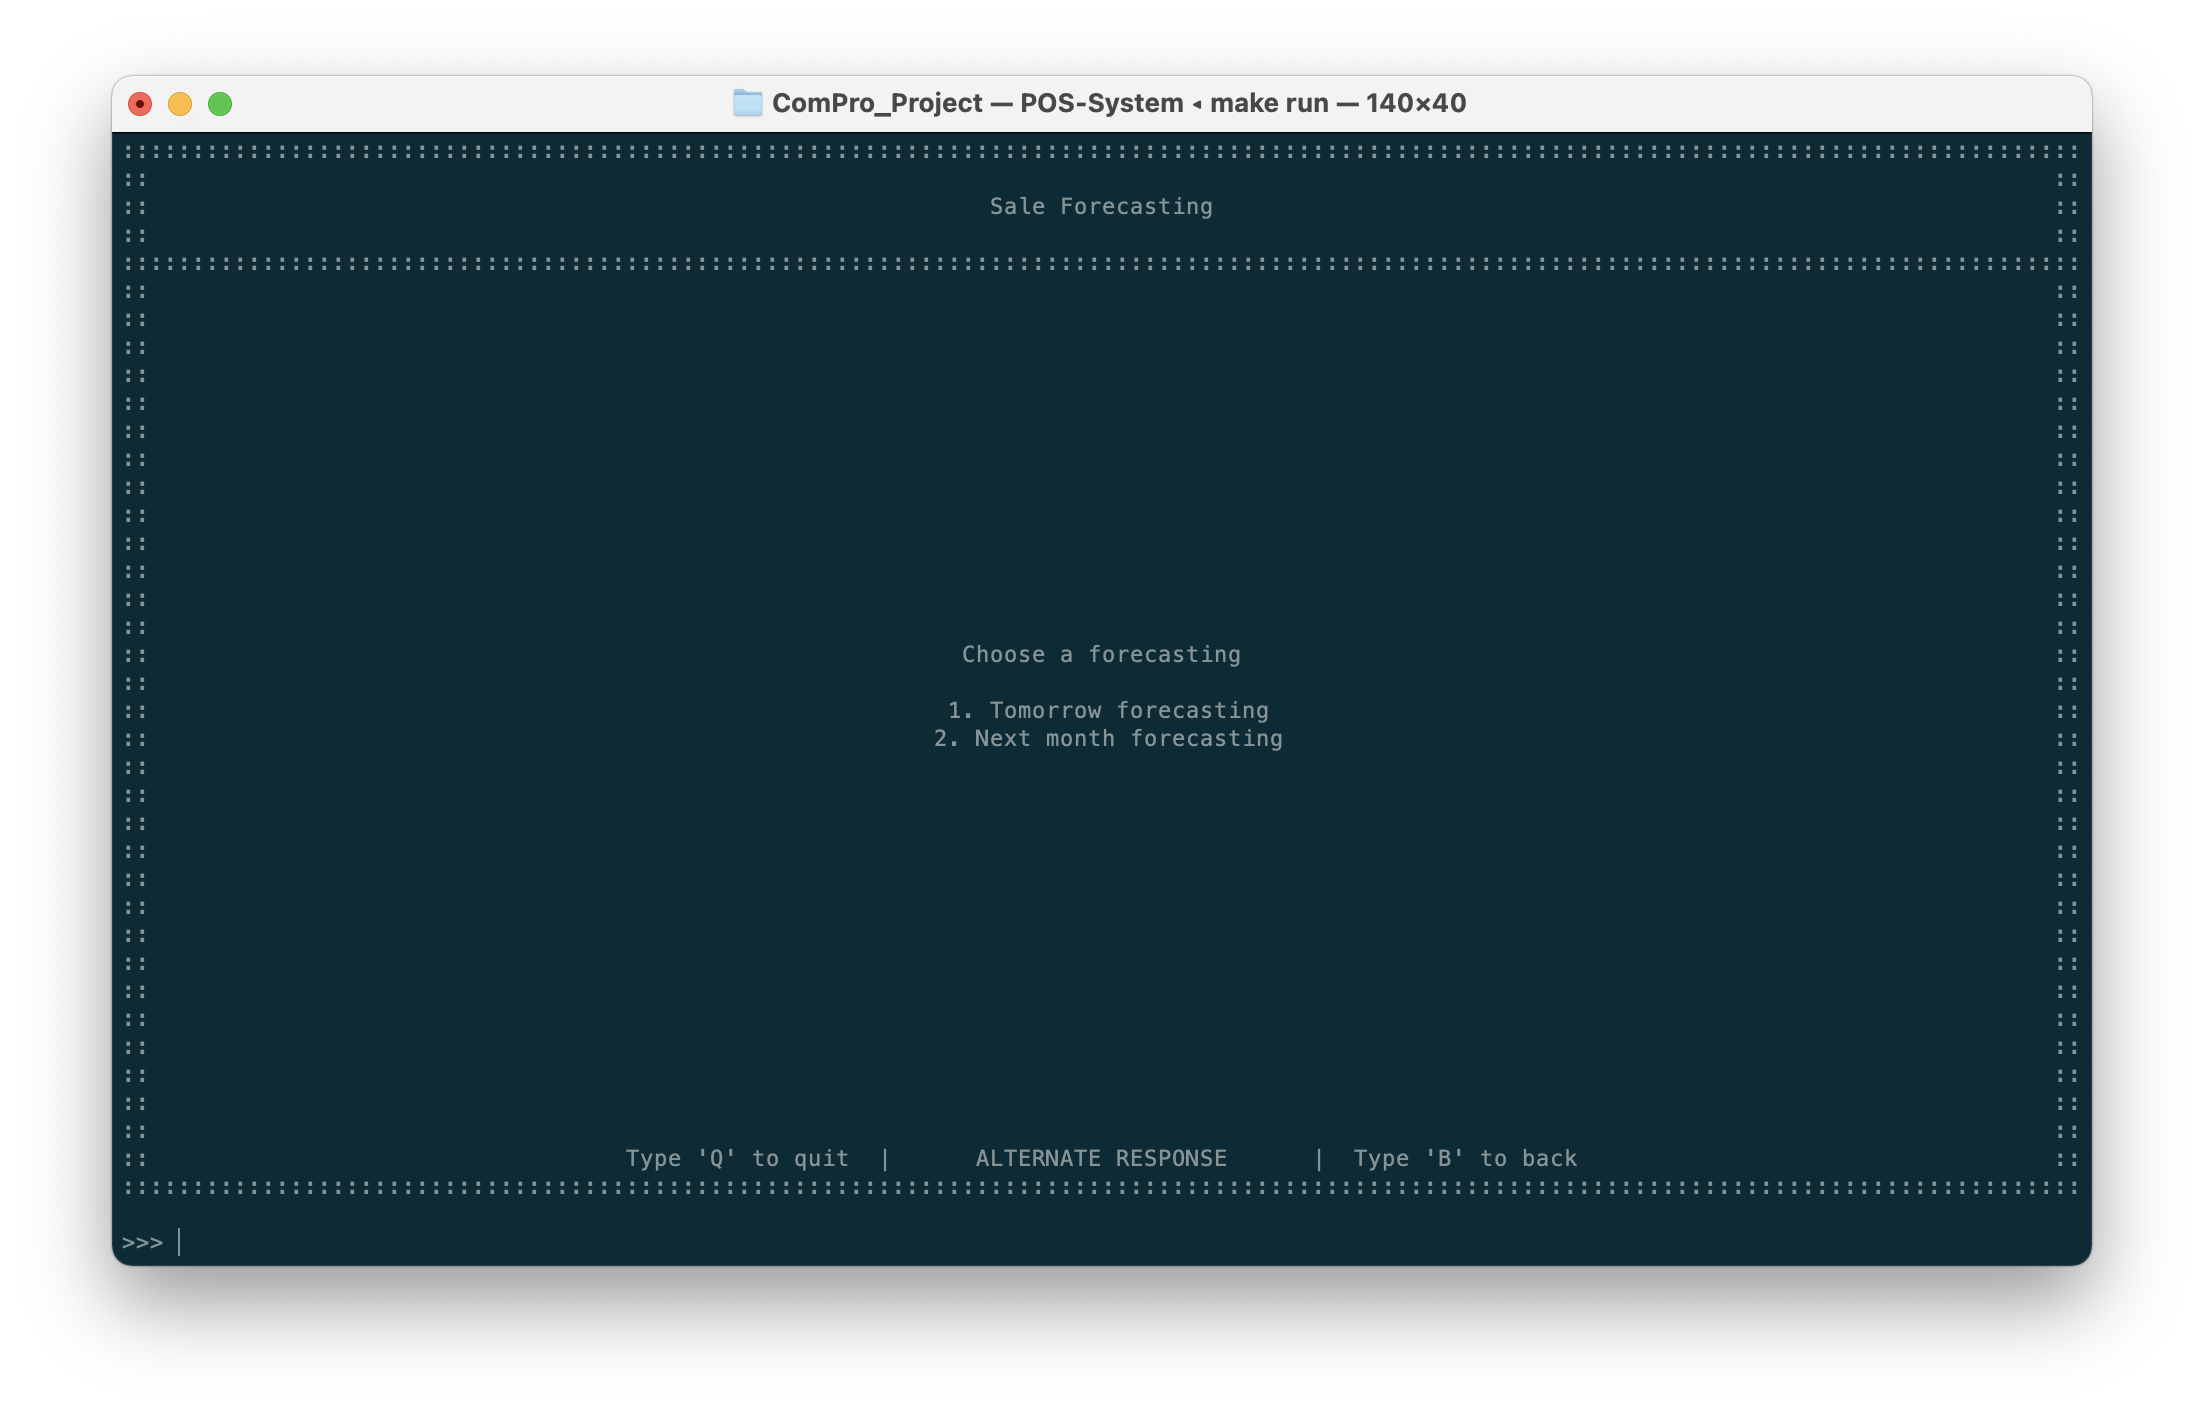 ComPro_Project — POS-System ◂ make run — 140×40
::::::::::::::::::::::::::::::::::::::::::::::::::::::::::::::::::::::::::::::::::::::::::::::::::::::::::::::::::::::::::::::::::::::::::::
Sale Forecasting
::::::::::::::::::::::::::::::::::::::::::::::::::::::::::::::::::::::::::::::::::::::::::::::::::::::::::::::::::::::::::::::::::::::::::::
Choose a forecasting
1. Tomorrow forecasting
2. Next month forecasting
Type 'Q' to quit | ALTERNATE RESPONSE | Type 'B' to back
::::::::::::::::::::::::::::::::::::::::::::::::::::::::::::::::::::::::::::::::::::::::::::::::::::::::::::::::::::::::::::::::::::::::::::
>>>